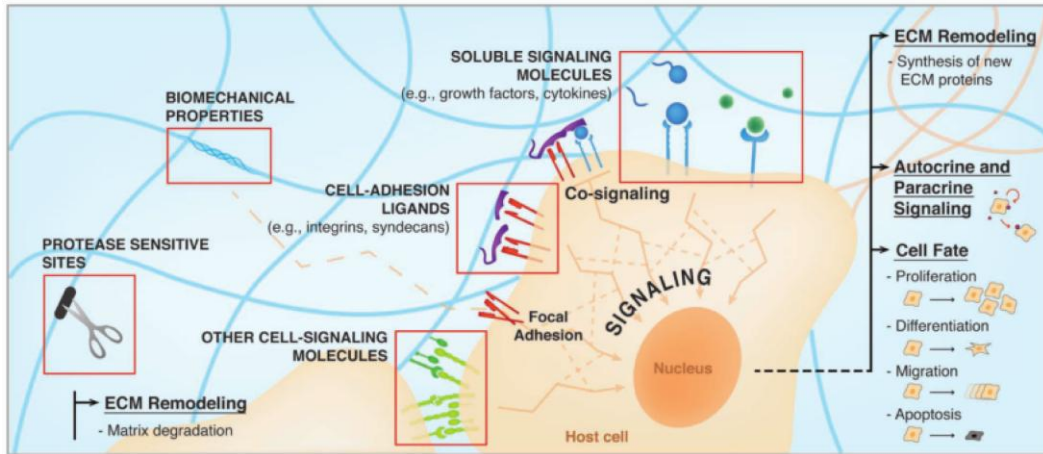 SOLUBLE SIGNALING
MOLECULES
(e.g., growth factors, cytokines)
BIOMECHANICAL
PROPERTIES
CELL-ADHESION
LIGANDS
(e.g., integrins, syndecans)
Co-signaling
PROTEASE SENSITIVE
SITES
SIGNALING
Focal
Adhesion
OTHER CELL-SIGNALING
MOLECULES
Nucleus
Host cell
ECM Remodeling
- Matrix degradation
ECM Remodeling
- Synthesis of new
ECM proteins
Autocrine and
Paracrine
Signaling
Cell Fate
- Proliferation
- Differentiation
- Migration
- Apoptosis